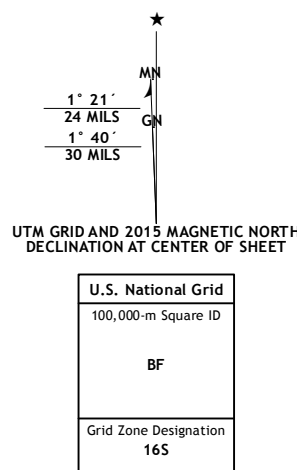 ★
MN
1° 21´
24 MILS
GN
1° 40´
30 MILS
UTM GRID AND 2015 MAGNETIC NORTH
DECLINATION AT CENTER OF SHEET
U.S. National Grid
100,000-m Square ID
BF
Grid Zone Designation
16S